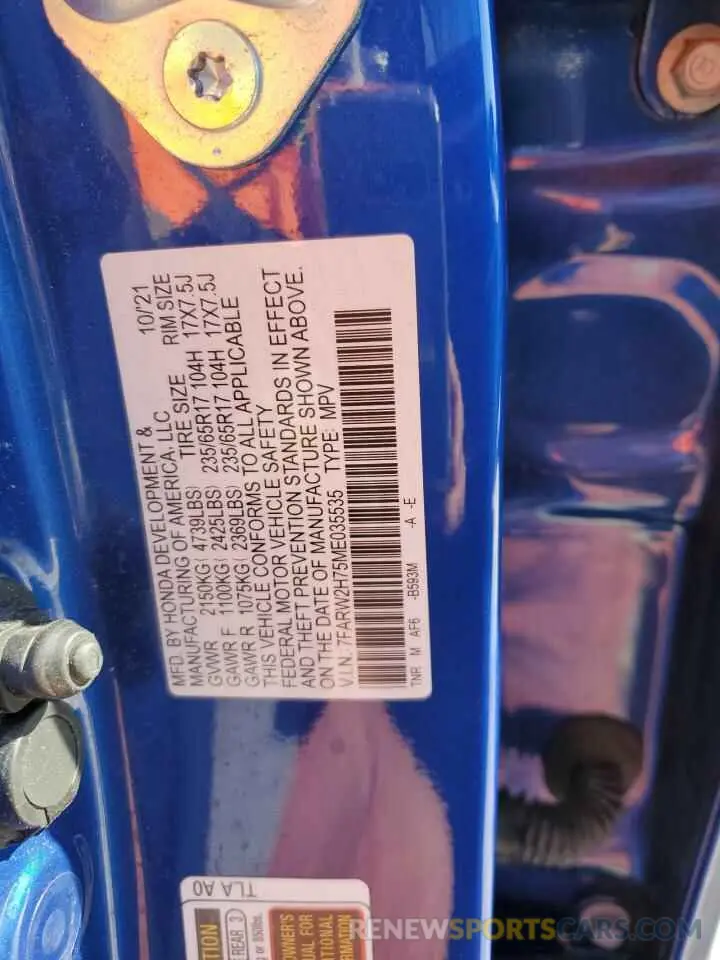 MFD. BY HONDA DEVELOPMENT & 10/'21
MANUFACTURING OF AMERICA, LLC TIRE SIZE RIM SIZE
GVWR 2150KG( 4739LBS) 235/65R17 104H 17X7.5J
GAWR F 1100KG( 2425LBS) 235/65R17 104H 17X7.5J
GAWR R 1075KG( 2369LBS)
THIS VEHICLE CONFORMS TO ALL APPLICABLE
FEDERAL MOTOR VEHICLE SAFETY
AND THEFT PREVENTION STANDARDS IN EFFECT
ON THE DATE OF MANUFACTURE SHOWN ABOVE.
V.I.N.: 7FARW2H75ME035535 TYPE: MPV
TNR M AF6 -B593M -A -E
TLA A0
REAR 3
OWNER'S
RENEWSPORTSCARS.COM